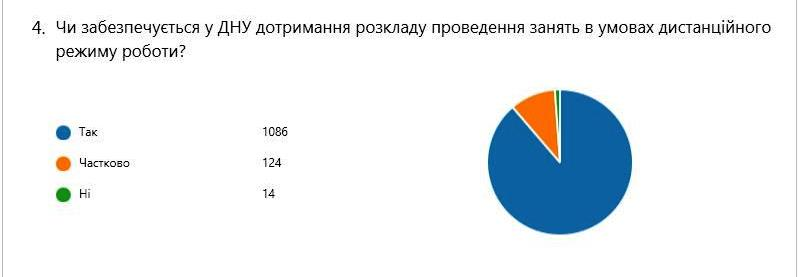 4. Чи забезпечується у ДНУ дотримання розкладу проведення занять в умовах дистанційного
режиму роботи?
Так 1086
Частково 124
Ні 14